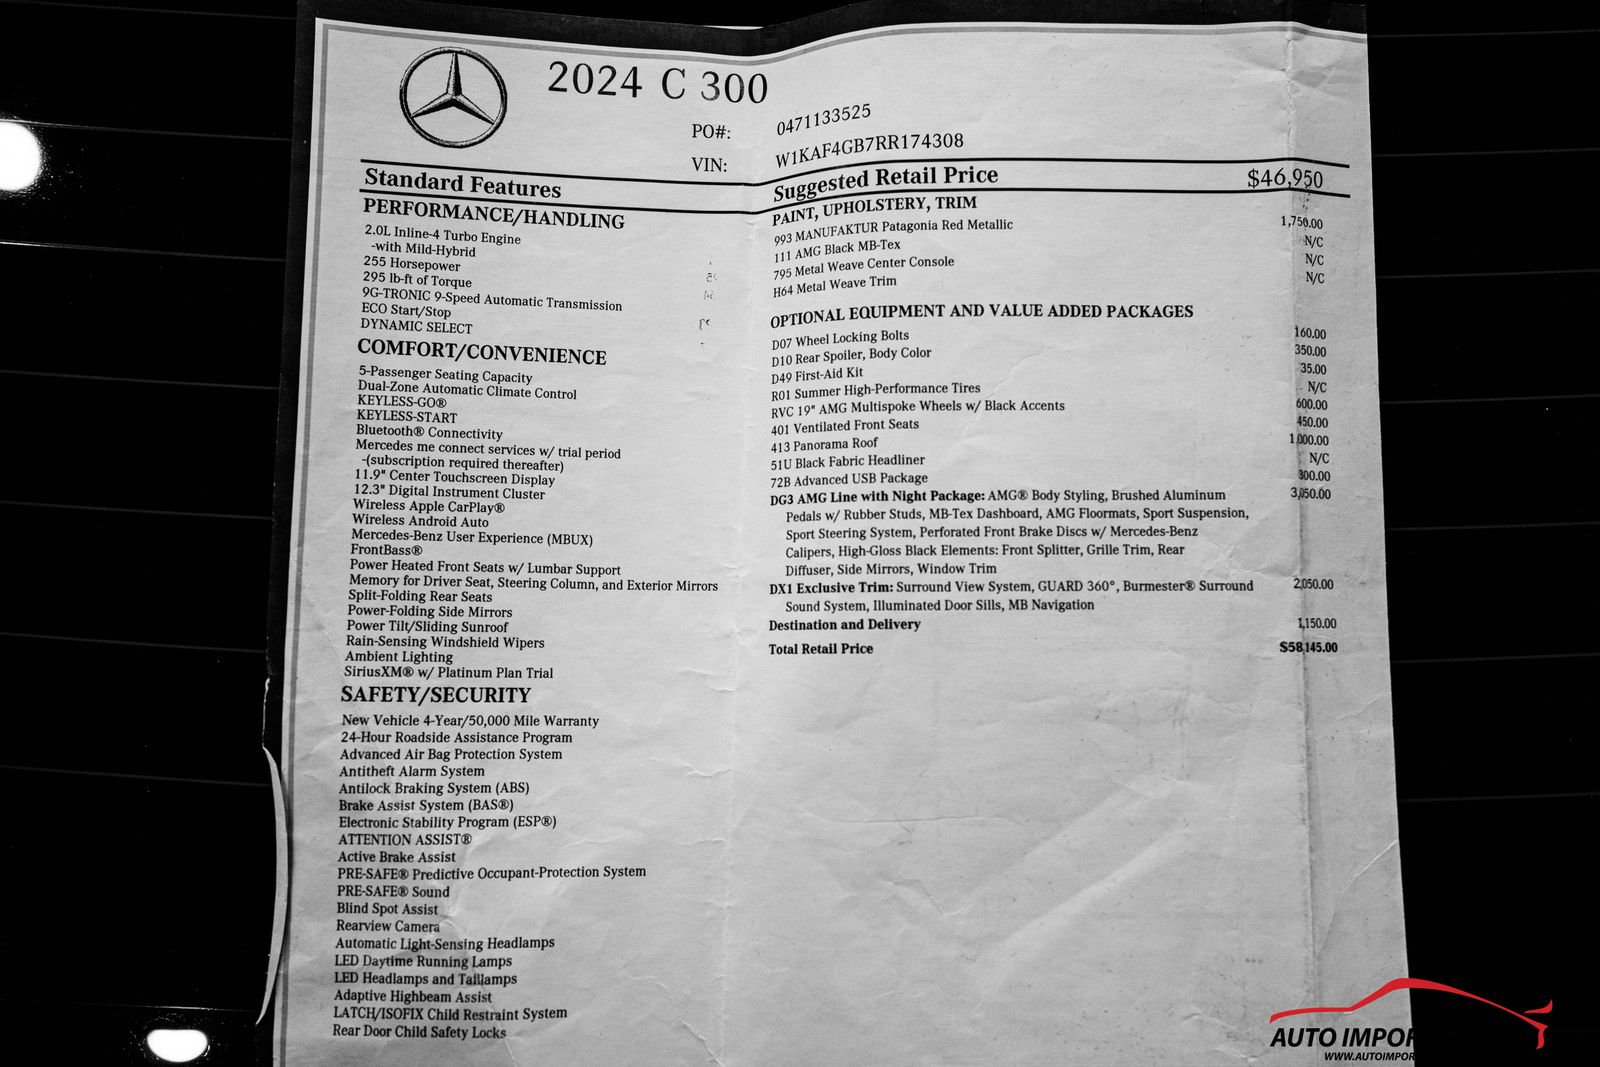 2024 C 300
PO#: 0471133525
VIN: W1KAF4GB7RR174308
Standard Features
PERFORMANCE/HANDLING
2.0L Inline-4 Turbo Engine
-with Mild-Hybrid
255 Horsepower
295 lb-ft of Torque
9G-TRONIC 9-Speed Automatic Transmission
ECO Start/Stop
DYNAMIC SELECT
COMFORT/CONVENIENCE
5-Passenger Seating Capacity
Dual-Zone Automatic Climate Control
KEYLESS-GO®
KEYLESS-START
Bluetooth® Connectivity
Mercedes me connect services w/ trial period
-(subscription required thereafter)
11.9" Center Touchscreen Display
12.3" Digital Instrument Cluster
Wireless Apple CarPlay®
Wireless Android Auto
Mercedes-Benz User Experience (MBUX)
FrontBass®
Power Heated Front Seats w/ Lumbar Support
Memory for Driver Seat, Steering Column, and Exterior Mirrors
Split-Folding Rear Seats
Power-Folding Side Mirrors
Power Tilt/Sliding Sunroof
Rain-Sensing Windshield Wipers
Ambient Lighting
SiriusXM® w/ Platinum Plan Trial
SAFETY/SECURITY
New Vehicle 4-Year/50,000 Mile Warranty
24-Hour Roadside Assistance Program
Advanced Air Bag Protection System
Antitheft Alarm System
Antilock Braking System (ABS)
Brake Assist System (BAS®)
Electronic Stability Program (ESP®)
ATTENTION ASSIST®
Active Brake Assist
PRE-SAFE® Predictive Occupant-Protection System
PRE-SAFE® Sound
Blind Spot Assist
Rearview Camera
Automatic Light-Sensing Headlamps
LED Daytime Running Lamps
LED Headlamps and Taillamps
Adaptive Highbeam Assist
LATCH/ISOFIX Child Restraint System
Rear Door Child Safety Locks
Suggested Retail Price $46,950
PAINT, UPHOLSTERY, TRIM
993 MANUFAKTUR Patagonia Red Metallic 1,750.00
111 AMG Black MB-Tex N/C
795 Metal Weave Center Console N/C
H64 Metal Weave Trim N/C
OPTIONAL EQUIPMENT AND VALUE ADDED PACKAGES
D07 Wheel Locking Bolts 160.00
D10 Rear Spoiler, Body Color 350.00
D49 First-Aid Kit 35.00
R01 Summer High-Performance Tires N/C
RVC 19" AMG Multispoke Wheels w/ Black Accents 600.00
401 Ventilated Front Seats 450.00
413 Panorama Roof 1,000.00
51U Black Fabric Headliner N/C
72B Advanced USB Package 300.00
DG3 AMG Line with Night Package: AMG® Body Styling, Brushed Aluminum 3,050.00
Pedals w/ Rubber Studs, MB-Tex Dashboard, AMG Floormats, Sport Suspension,
Sport Steering System, Perforated Front Brake Discs w/ Mercedes-Benz
Calipers, High-Gloss Black Elements: Front Splitter, Grille Trim, Rear
Diffuser, Side Mirrors, Window Trim
DX1 Exclusive Trim: Surround View System, GUARD 360°, Burmester® Surround 2,050.00
Sound System, Illuminated Door Sills, MB Navigation
Destination and Delivery 1,150.00
Total Retail Price $58,145.00
AUTO IMPOR
WWW.AUTOIMPOR